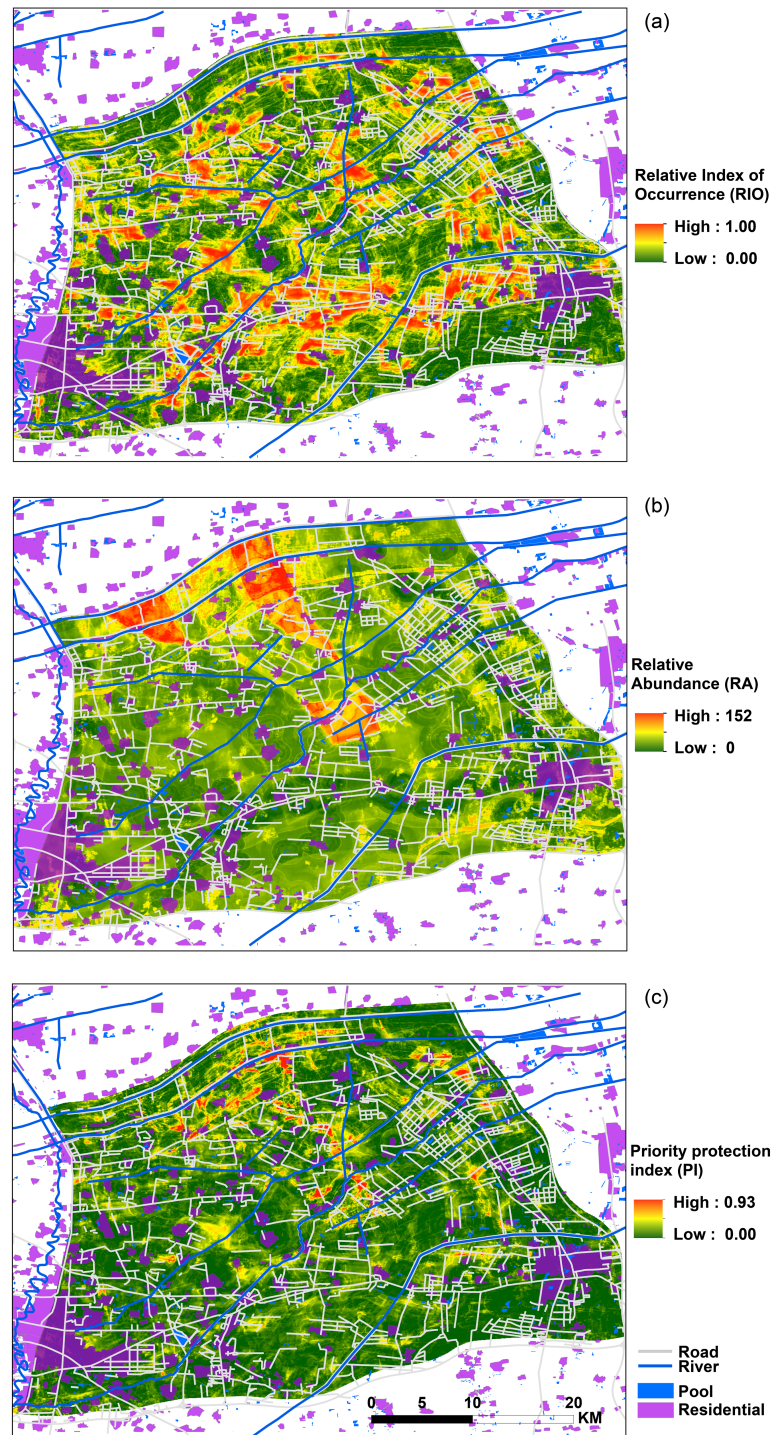 (a)
Relative Index of
Occurrence (RIO)
High : 1.00
Low : 0.00
(b)
Relative
Abundance (RA)
High : 152
Low : 0
(c)
Priority protection
index (PI)
High : 0.93
Low : 0.00
Road
River
Pool
Residential
0 5 10 20
KM